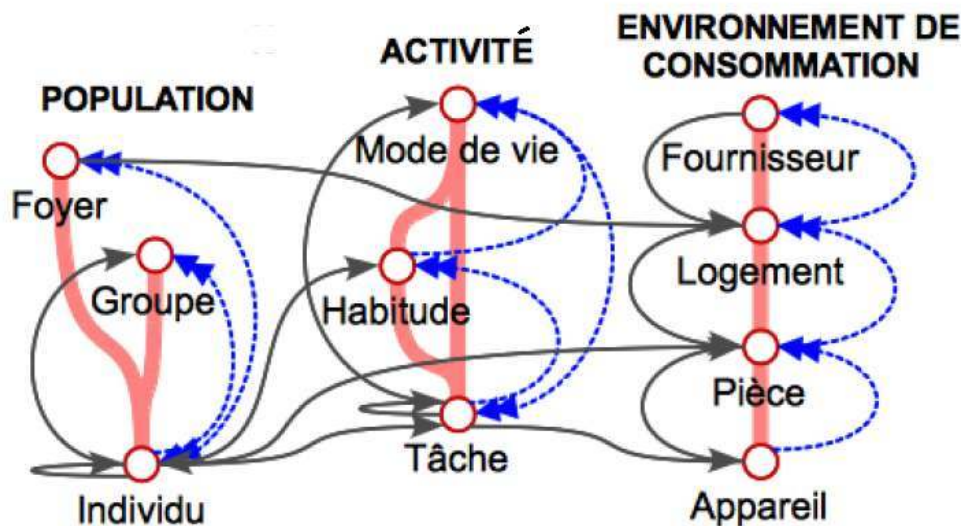 POPULATION
Foyer
Groupe
Individu
ACTIVITÉ
Mode de vie
Habitude
Tâche
ENVIRONNEMENT DE
CONSOMMATION
Fournisseur
Logement
Pièce
Appareil